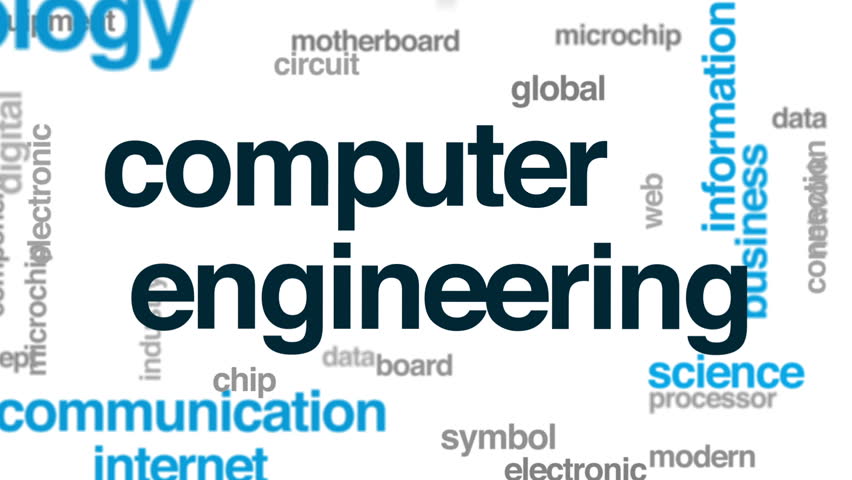 ology
motherboard
microchip
circuit
global
information
data
digital
electronic
computer
web
business
connection
engineering
microchip
industry
data
board
chip
science
processor
communication
symbol
internet
electronic
modern